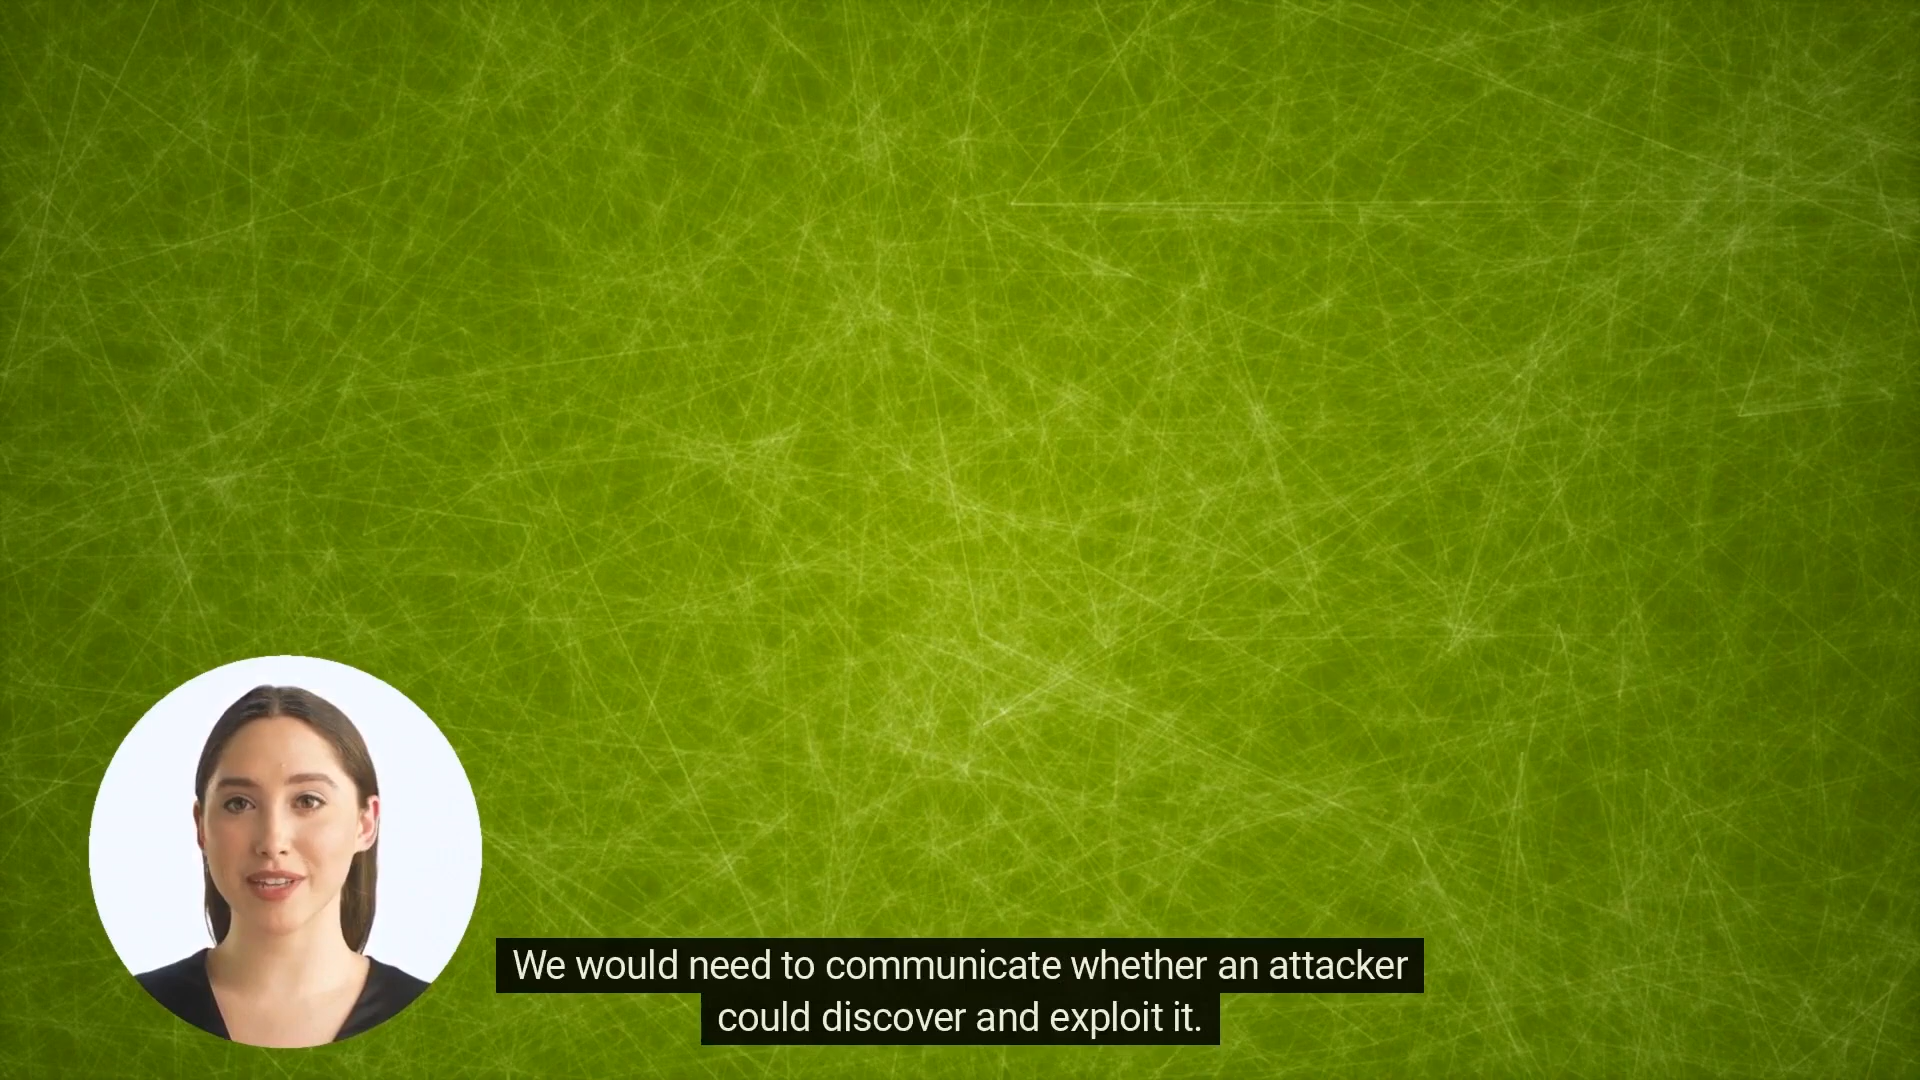 We would need to communicate whether an attacker
could discover and exploit it.